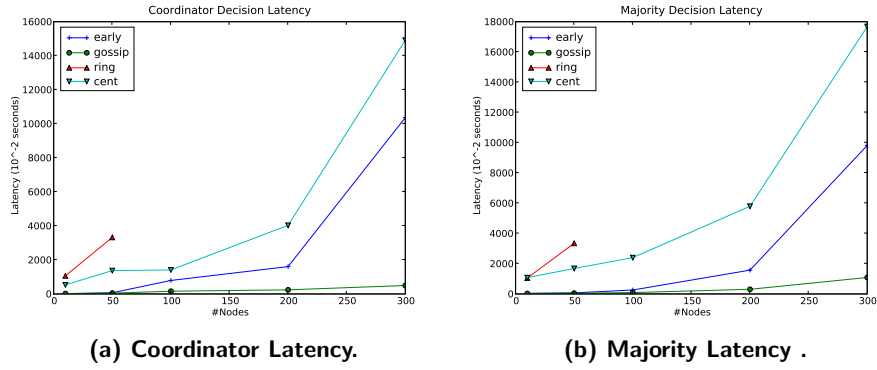 Coordinator Decision Latency
16000
14000
12000
10000
8000
6000
4000
2000
0
Latency (10^-2 seconds)
early
gossip
ring
cent
0 50 100 150 200 250 300
#Nodes
(a) Coordinator Latency.
Majority Decision Latency
18000
16000
14000
12000
10000
8000
6000
4000
2000
0
Latency (10^-2 seconds)
early
gossip
ring
cent
0 50 100 150 200 250 300
#Nodes
(b) Majority Latency .